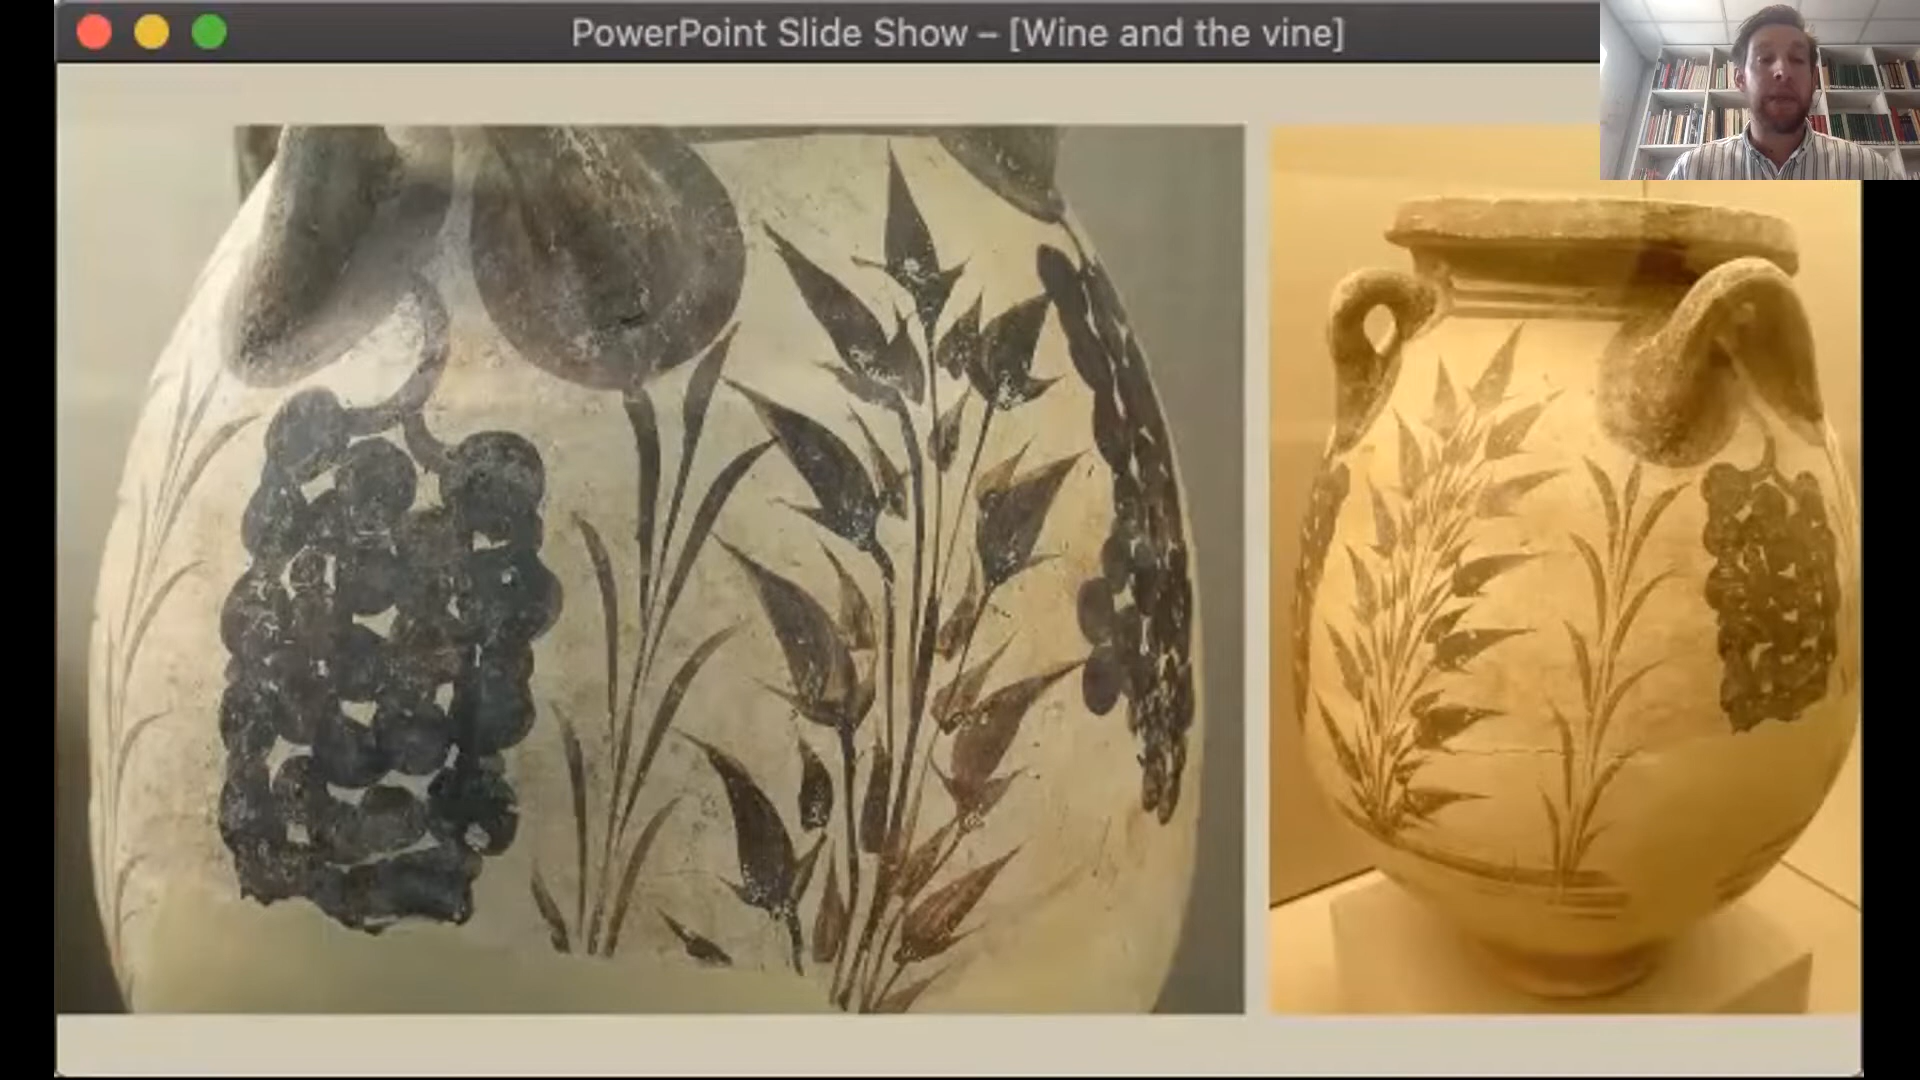 PowerPoint Slide Show – [Wine and the vine]